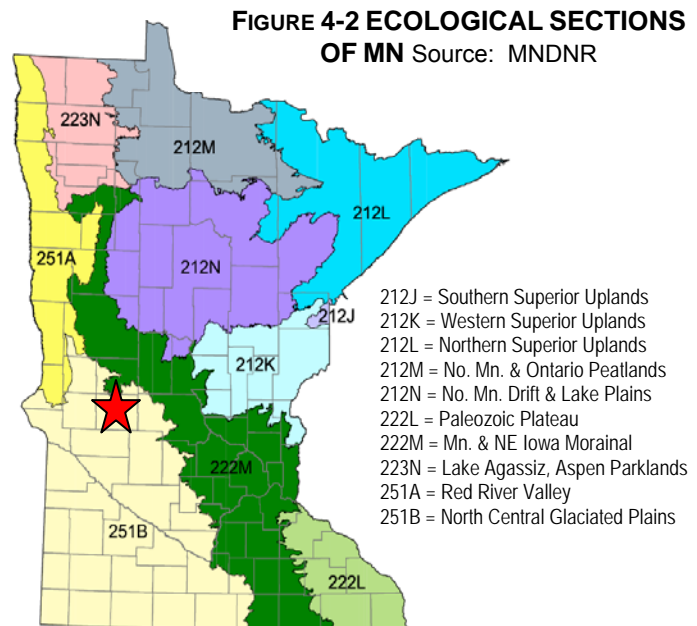 FIGURE 4-2 ECOLOGICAL SECTIONS
OF MN Source: MNDNR
223N
212M
212L
251A
212N
212J
212K
222M
251B
222L
212J = Southern Superior Uplands
212K = Western Superior Uplands
212L = Northern Superior Uplands
212M = No. Mn. & Ontario Peatlands
212N = No. Mn. Drift & Lake Plains
222L = Paleozoic Plateau
222M = Mn. & NE Iowa Morainal
223N = Lake Agassiz, Aspen Parklands
251A = Red River Valley
251B = North Central Glaciated Plains